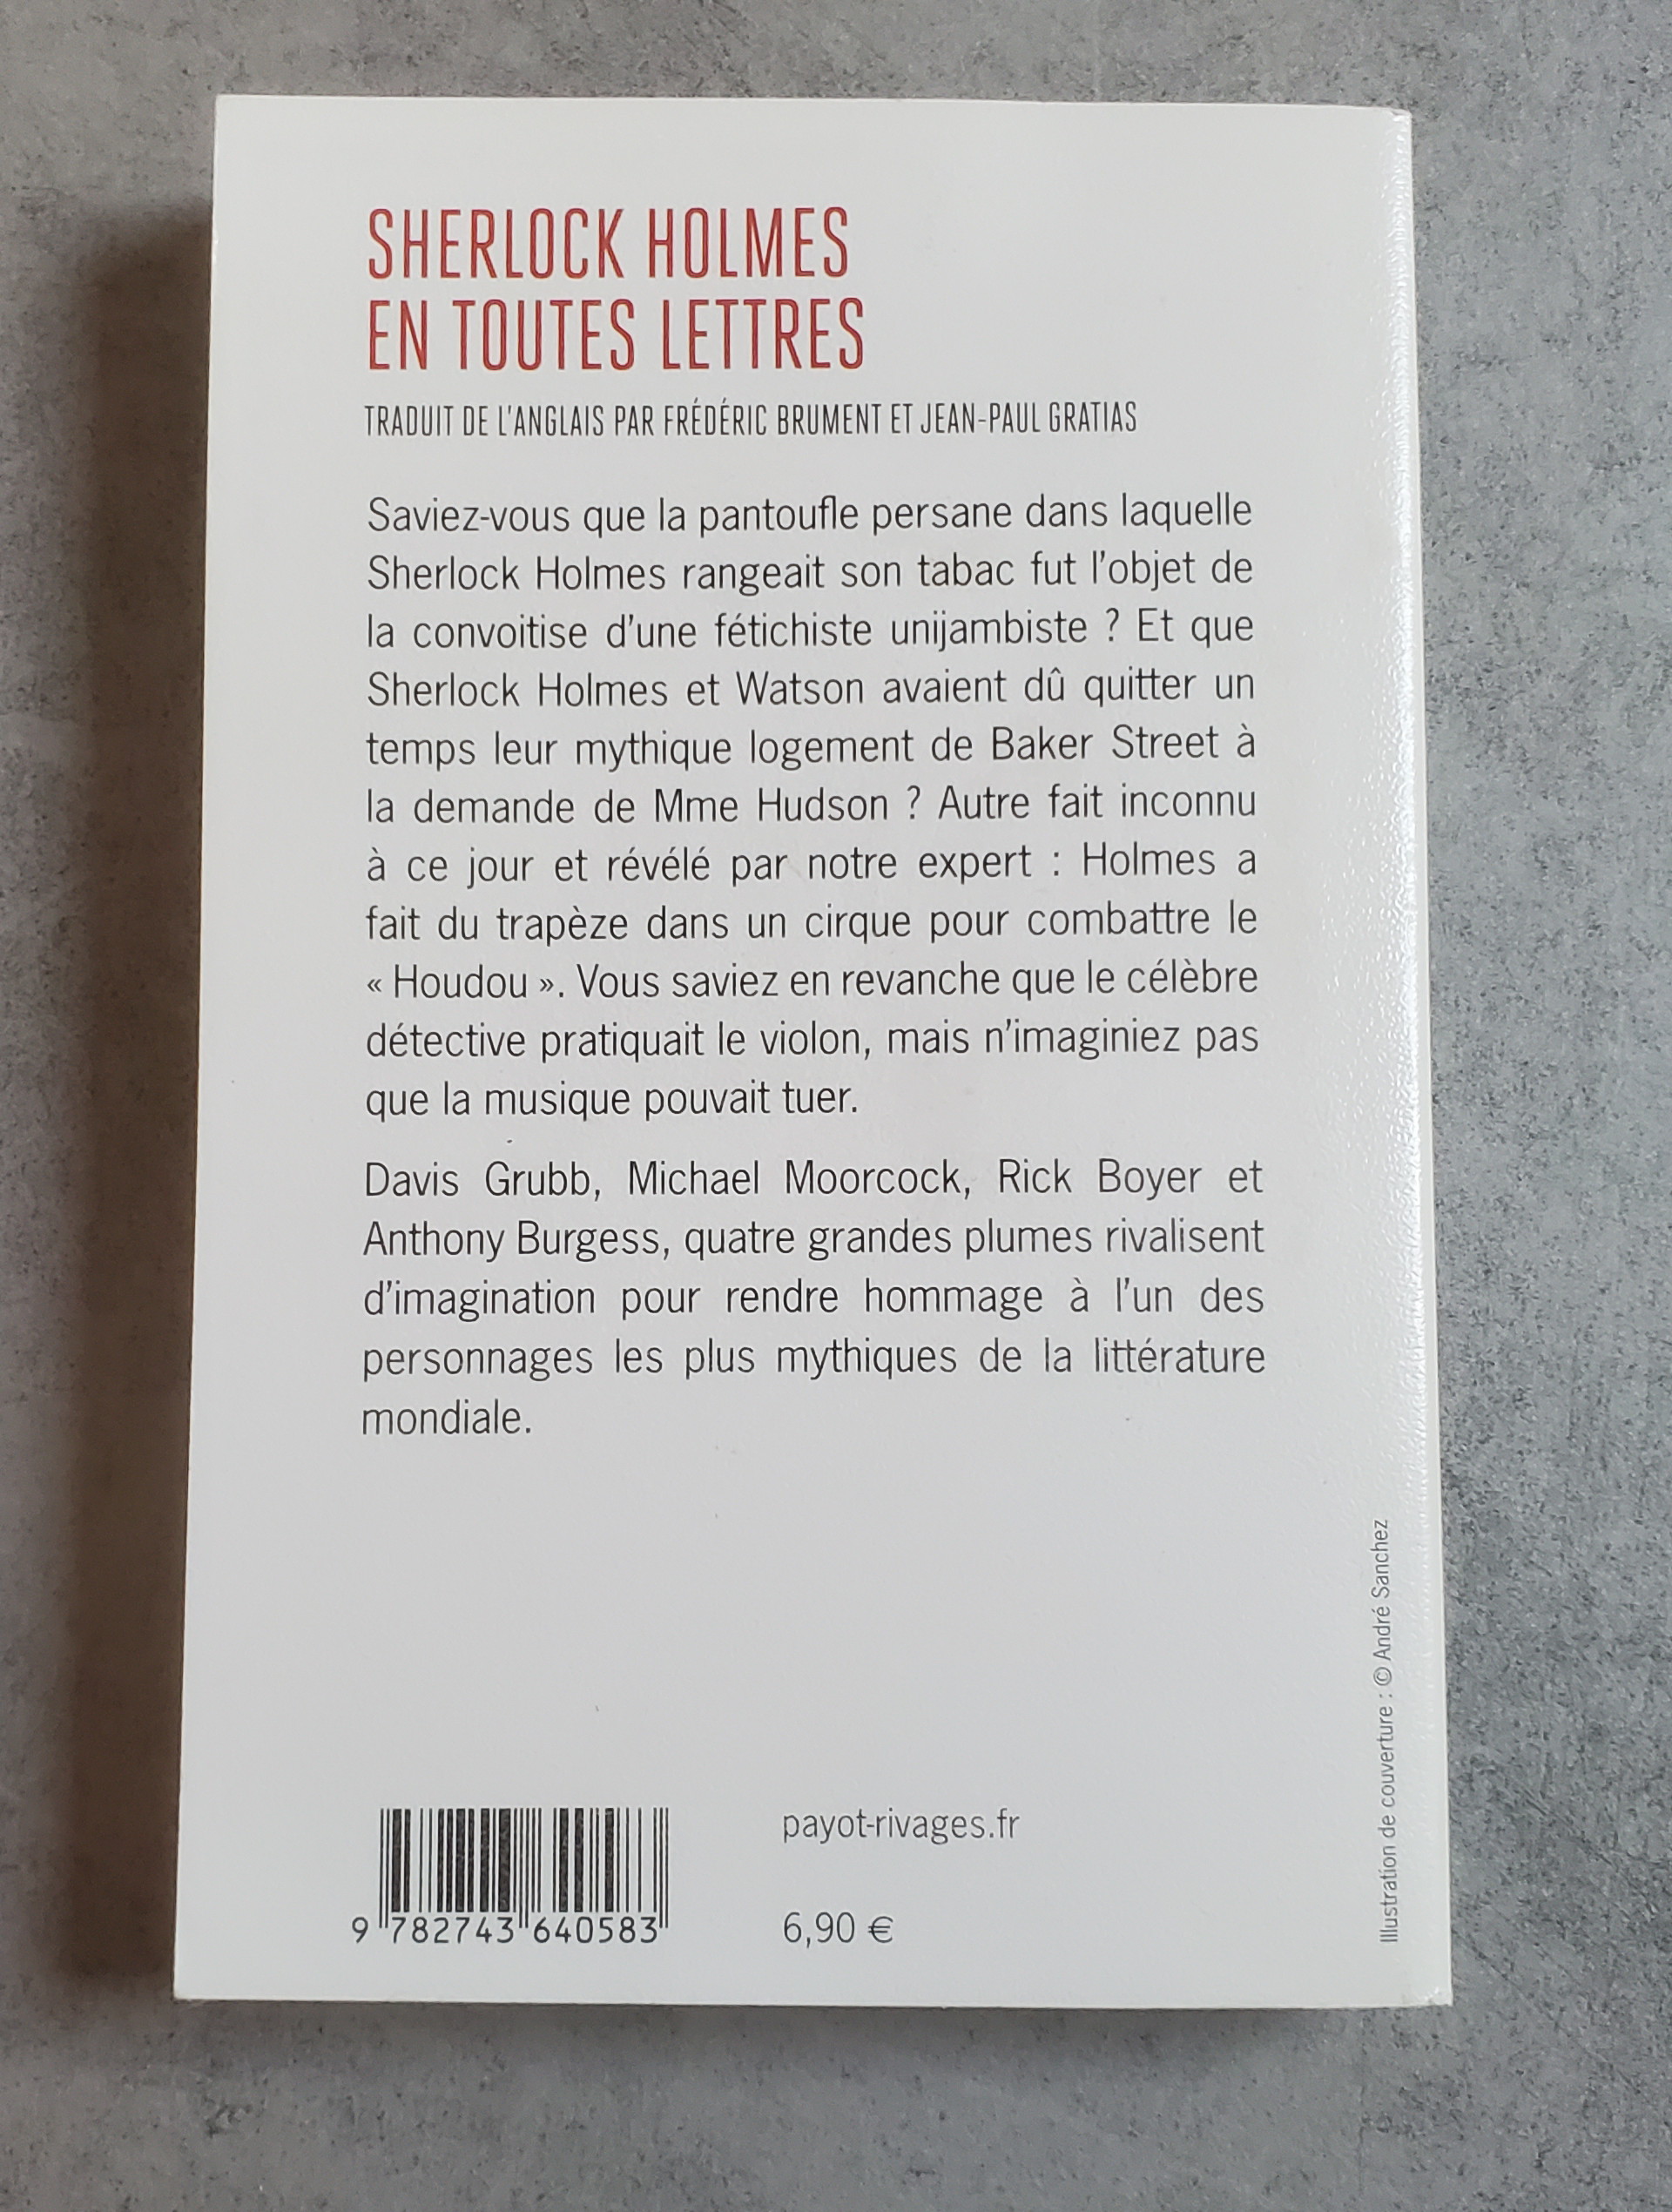 SHERLOCK HOLMES
EN TOUTES LETTRES
TRADUIT DE L'ANGLAIS PAR FRÉDÉRIC BRUMENT ET JEAN-PAUL GRATIAS
Saviez-vous que la pantoufle persane dans laquelle
Sherlock Holmes rangeait son tabac fut l'objet de
la convoitise d'une fétichiste unijambiste ? Et que
Sherlock Holmes et Watson avaient dû quitter un
temps leur mythique logement de Baker Street à
la demande de Mme Hudson ? Autre fait inconnu
à ce jour et révélé par notre expert : Holmes a
fait du trapèze dans un cirque pour combattre le
« Houdou ». Vous saviez en revanche que le célèbre
détective pratiquait le violon, mais n'imaginiez pas
que la musique pouvait tuer.
Davis Grubb, Michael Moorcock, Rick Boyer et
Anthony Burgess, quatre grandes plumes rivalisent
d'imagination pour rendre hommage à l'un des
personnages les plus mythiques de la littérature
mondiale.
Illustration de couverture : © André Sanchez
payot-rivages.fr
9 782743 640583
6,90 €